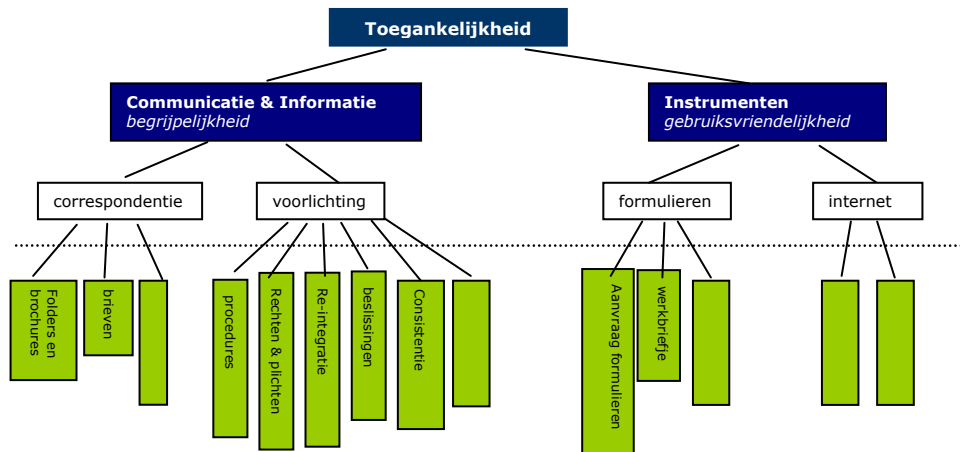 Toegankelijkheid
Communicatie & Informatie
begrijpelijkheid
Instrumenten
gebruiksvriendelijkheid
correspondentie
voorlichting
formulieren
internet
Folders en
brochures
brieven
procedures
Rechten & plichten
Re-integratie
beslissingen
Consistentie
Aanvraag formulieren
werkbriefje